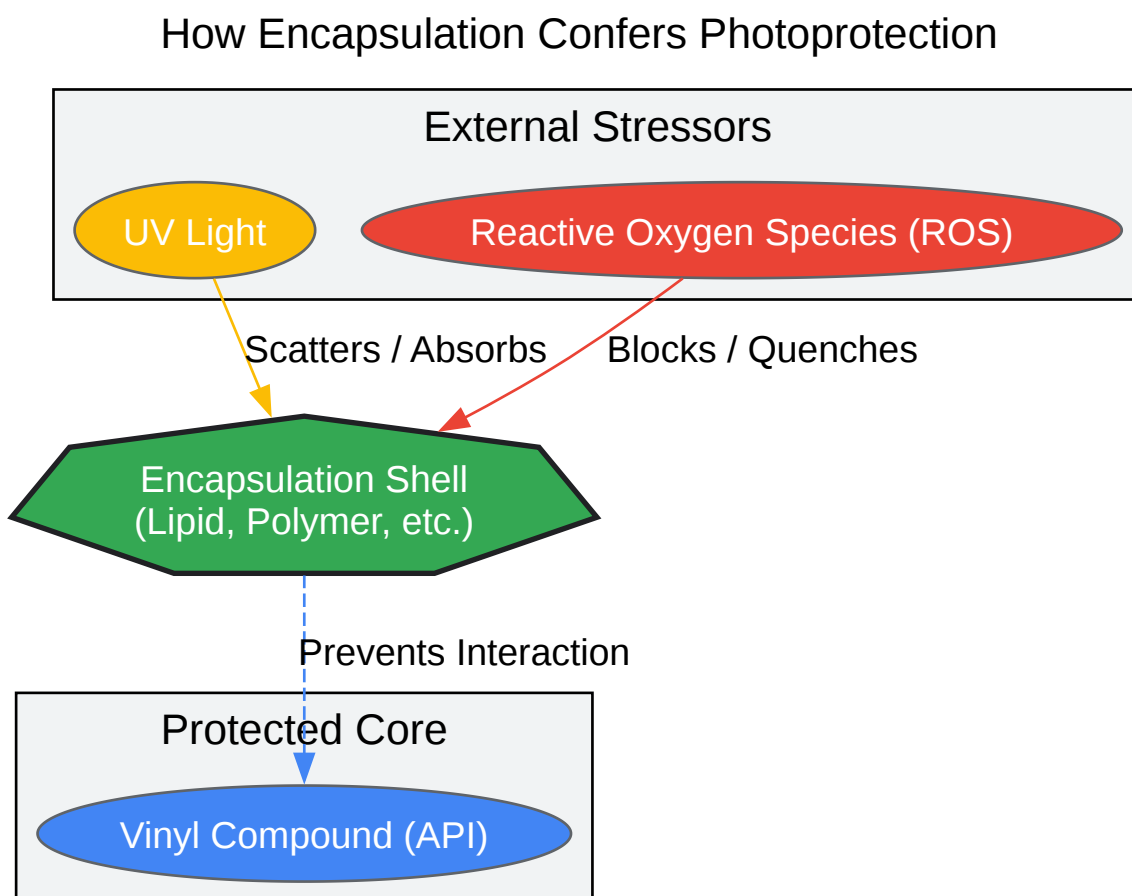 How Encapsulation Confers Photoprotection
External Stressors
UV Light
Reactive Oxygen Species (ROS)
Scatters / Absorbs
Blocks / Quenches
Encapsulation Shell
(Lipid, Polymer, etc.)
Prevents Interaction
Protected Core
Vinyl Compound (API)